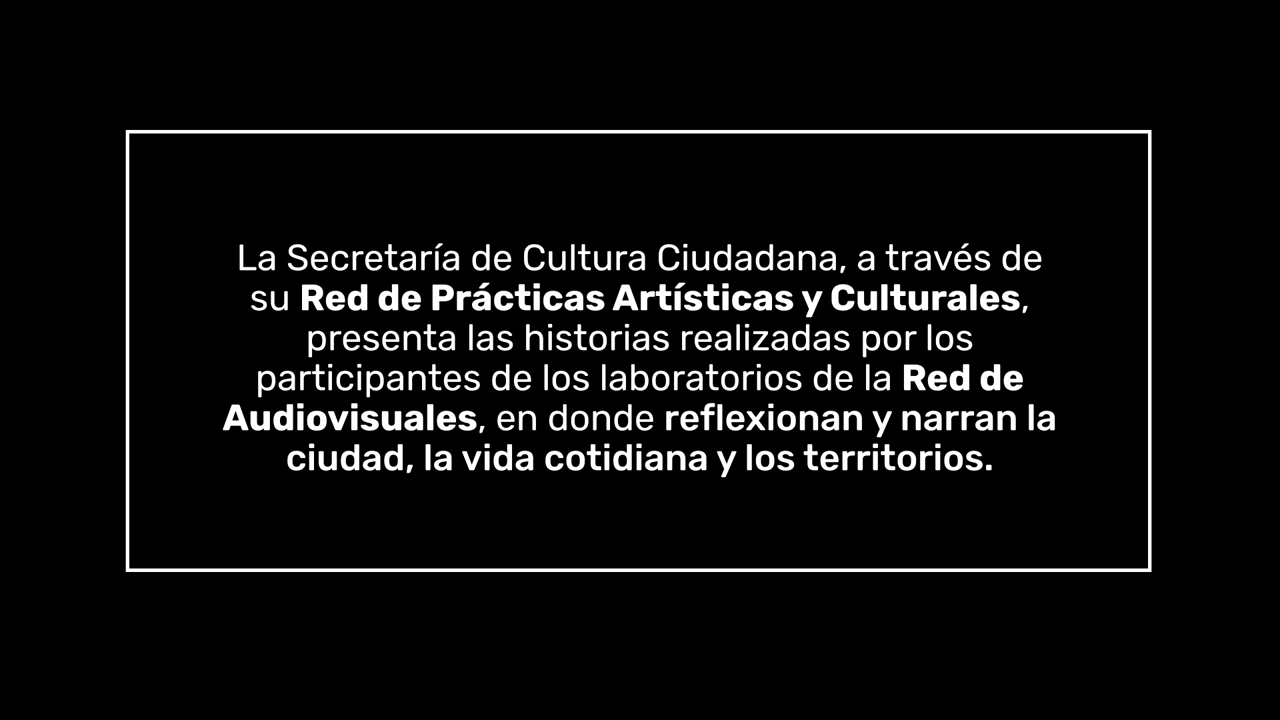 La Secretaría de Cultura Ciudadana, a través de
su Red de Prácticas Artísticas y Culturales,
presenta las historias realizadas por los
participantes de los laboratorios de la Red de
Audiovisuales, en donde reflexionan y narran la
ciudad, la vida cotidiana y los territorios.